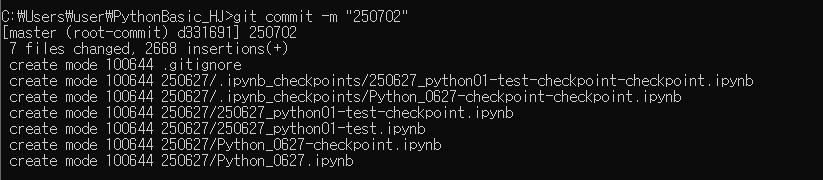 C:₩Users₩user₩PythonBasic_HJ>git commit -m "250702"
[master (root-commit) d331691] 250702
 7 files changed, 2668 insertions(+)
 create mode 100644 .gitignore
 create mode 100644 250627/.ipynb_checkpoints/250627_python01-test-checkpoint-checkpoint.ipynb
 create mode 100644 250627/.ipynb_checkpoints/Python_0627-checkpoint-checkpoint.ipynb
 create mode 100644 250627/250627_python01-test-checkpoint.ipynb
 create mode 100644 250627/250627_python01-test.ipynb
 create mode 100644 250627/Python_0627-checkpoint.ipynb
 create mode 100644 250627/Python_0627.ipynb